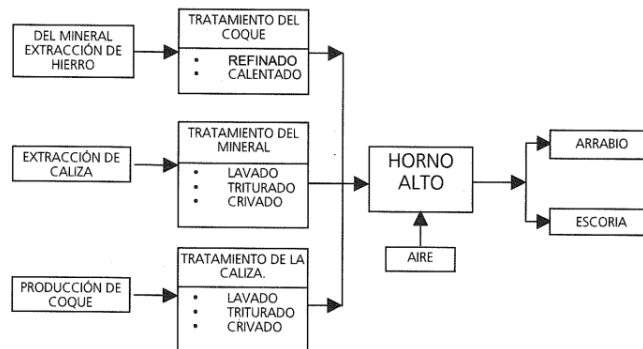 DEL MINERAL
EXTRACCIÓN DE
HIERRO
TRATAMIENTO DEL
COQUE
• REFINADO
• CALENTADO
EXTRACCIÓN DE
CALIZA
TRATAMIENTO DEL
MINERAL
• LAVADO
• TRITURADO
• CRIVADO
PRODUCCIÓN DE
COQUE
TRATAMIENTO DE LA
CALIZA.
• LAVADO
• TRITURADO
• CRIVADO
HORNO
ALTO
AIRE
ARRABIO
ESCORIA